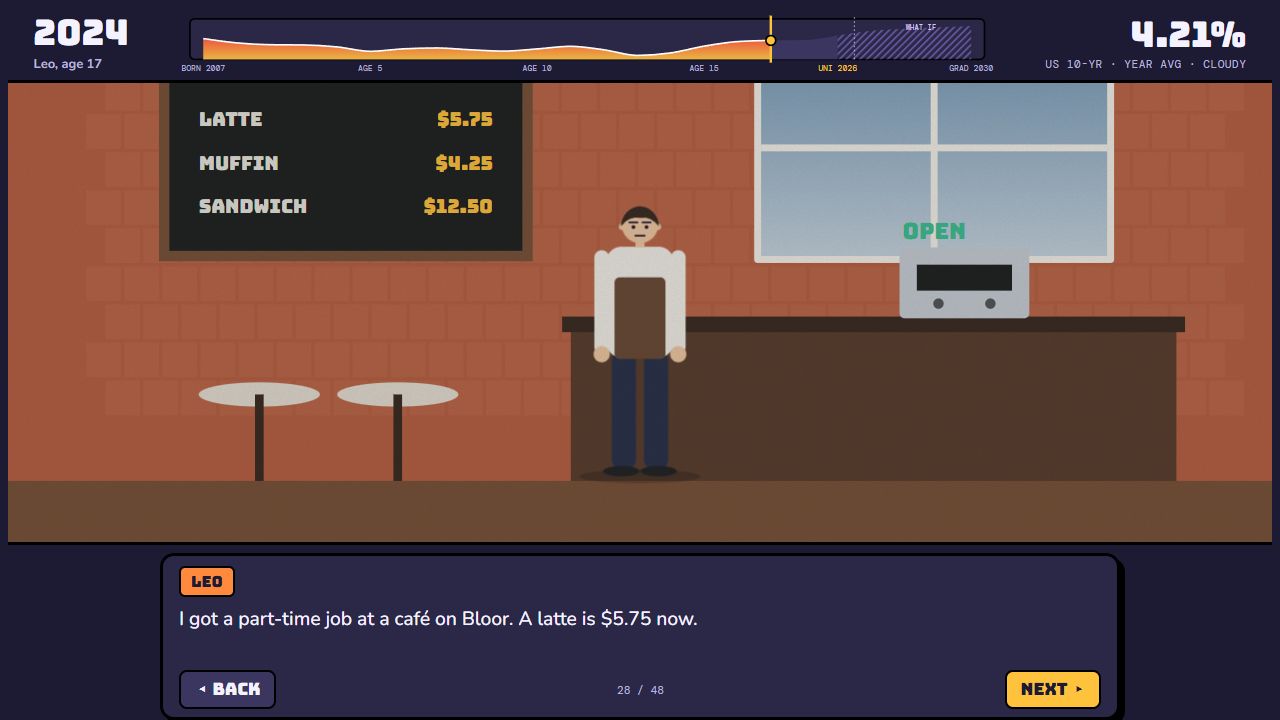 2024
Leo, age 17
WHAT IF
BORN 2007
AGE 5
AGE 10
AGE 15
UNI 2026
GRAD 2030
4.21%
US 10-YR · YEAR AVG · CLOUDY
LATTE $5.75
MUFFIN $4.25
SANDWICH $12.50
OPEN
LEO
I got a part-time job at a café on Bloor. A latte is $5.75 now.
◂ BACK
28 / 48
NEXT ▸